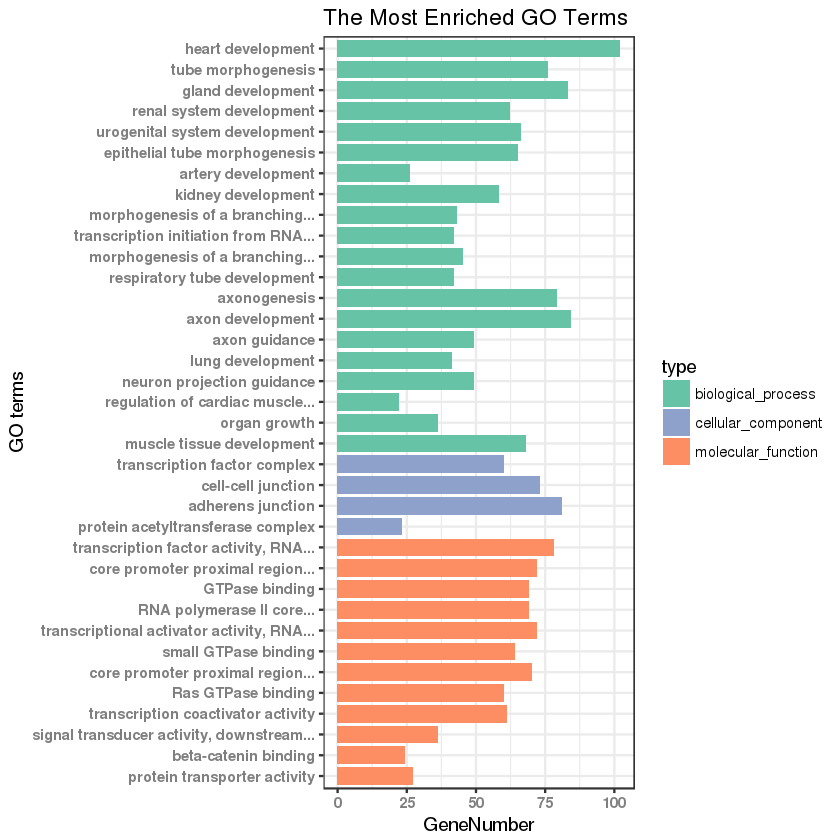 The Most Enriched GO Terms
heart development
tube morphogenesis
gland development
renal system development
urogenital system development
epithelial tube morphogenesis
artery development
kidney development
morphogenesis of a branching...
transcription initiation from RNA...
morphogenesis of a branching...
respiratory tube development
axonogenesis
axon development
axon guidance
lung development
neuron projection guidance
regulation of cardiac muscle...
organ growth
muscle tissue development
transcription factor complex
cell-cell junction
adherens junction
protein acetyltransferase complex
transcription factor activity, RNA...
core promoter proximal region...
GTPase binding
RNA polymerase II core...
transcriptional activator activity, RNA...
small GTPase binding
core promoter proximal region...
Ras GTPase binding
transcription coactivator activity
signal transducer activity, downstream...
beta-catenin binding
protein transporter activity
GO terms
0 25 50 75 100
GeneNumber
type
biological_process
cellular_component
molecular_function